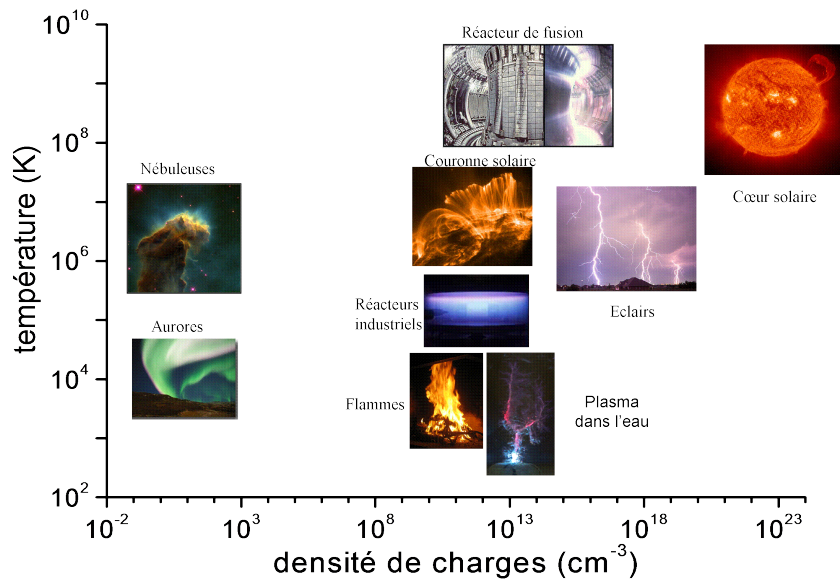 10^10
Réacteur de fusion
10^8
Couronne solaire
Nébuleuses
Cœur solaire
température (K)
10^6
Réacteurs
industriels
Eclairs
Aurores
10^4
Flammes
Plasma
dans l'eau
10^2
10^-2
10^3
10^8
10^13
10^18
10^23
densité de charges (cm^-3)